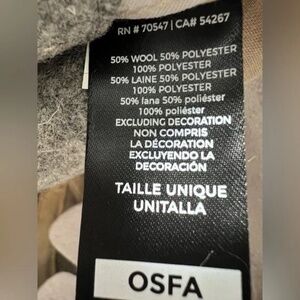 RN # 70547 | CA# 54267
50% WOOL 50% POLYESTER
100% POLYESTER
50% LAINE 50% POLYESTER
100% POLYESTER
50% lana 50% poliéster
100% poliéster
EXCLUDING DECORATION
NON COMPRIS
LA DÉCORATION
EXCLUYENDO LA
DECORACIÓN
TAILLE UNIQUE
UNITALLA
OSFA